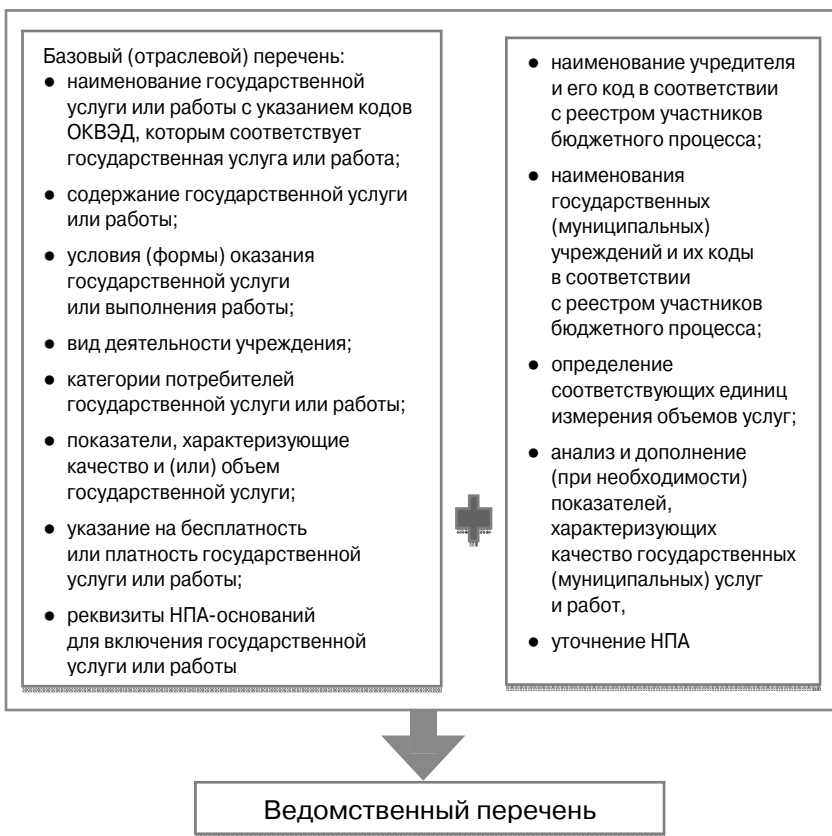 Базовый (отраслевой) перечень:
● наименование государственной
услуги или работы с указанием кодов
ОКВЭД, которым соответствует
государственная услуга или работа;
● содержание государственной услуги
или работы;
● условия (формы) оказания
государственной услуги
или выполнения работы;
● вид деятельности учреждения;
● категории потребителей
государственной услуги или работы;
● показатели, характеризующие
качество и (или) объем
государственной услуги;
● указание на бесплатность
или платность государственной
услуги или работы;
● реквизиты НПА-оснований
для включения государственной
услуги или работы
● наименование учредителя
и его код в соответствии
с реестром участников
бюджетного процесса;
● наименования
государственных
(муниципальных)
учреждений и их коды
в соответствии
с реестром участников
бюджетного процесса;
● определение
соответствующих единиц
измерения объемов услуг;
● анализ и дополнение
(при необходимости)
показателей,
характеризующих
качество государственных
(муниципальных) услуг
и работ,
● уточнение НПА
Ведомственный перечень